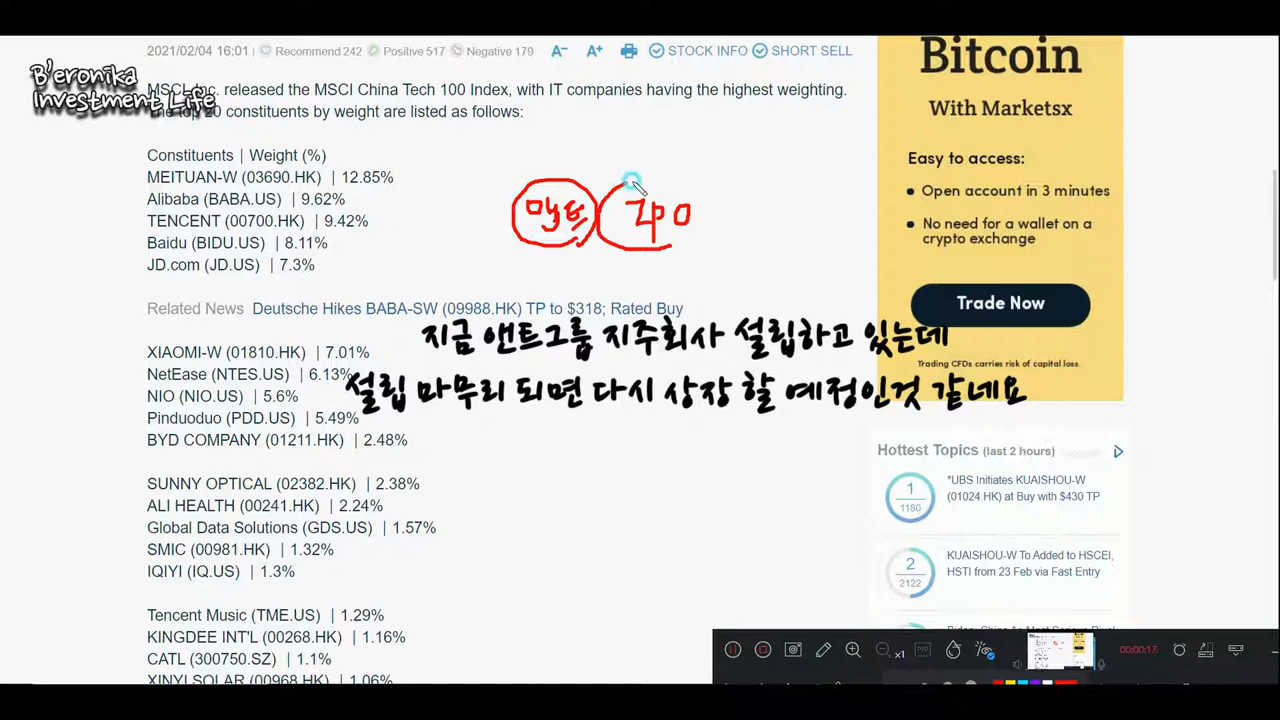 2021/02/04 16:01 Recommend 242 Positive 517 Negative 179 A- A+ STOCK INFO SHORT SELL
B'eronika
Investment Life
MSCI Inc. released the MSCI China Tech 100 Index, with IT companies having the highest weighting.
The top 20 constituents by weight are listed as follows:
Constituents | Weight (%)
MEITUAN-W (03690.HK) | 12.85%
Alibaba (BABA.US) | 9.62%
TENCENT (00700.HK) | 9.42%
Baidu (BIDU.US) | 8.11%
JD.com (JD.US) | 7.3%
IPO
Related News Deutsche Hikes BABA-SW (09988.HK) TP to $318; Rated Buy
지금 앤트그룹 지주회사 설립하고 있는데
설립 마무리 되면 다시 상장 할 예정인것 같네요
XIAOMI-W (01810.HK) | 7.01%
NetEase (NTES.US) | 6.13%
NIO (NIO.US) | 5.6%
Pinduoduo (PDD.US) | 5.49%
BYD COMPANY (01211.HK) | 2.48%
SUNNY OPTICAL (02382.HK) | 2.38%
ALI HEALTH (00241.HK) | 2.24%
Global Data Solutions (GDS.US) | 1.57%
SMIC (00981.HK) | 1.32%
IQIYI (IQ.US) | 1.3%
Tencent Music (TME.US) | 1.29%
KINGDEE INT'L (00268.HK) | 1.16%
CATL (300750.SZ) | 1.1%
XINYI SOLAR (00968.HK) | 1.06%
Bitcoin
With Marketsx
Easy to access:
• Open account in 3 minutes
• No need for a wallet on a
crypto exchange
Trade Now
Trading CFDs carries risk of capital loss.
Hottest Topics (last 2 hours)
1
1180
*UBS Initiates KUAISHOU-W
(01024.HK) at Buy with $430 TP
2
2122
KUAISHOU-W To Added to HSCEI,
HSTI from 23 Feb via Fast Entry
x1
00:00:17